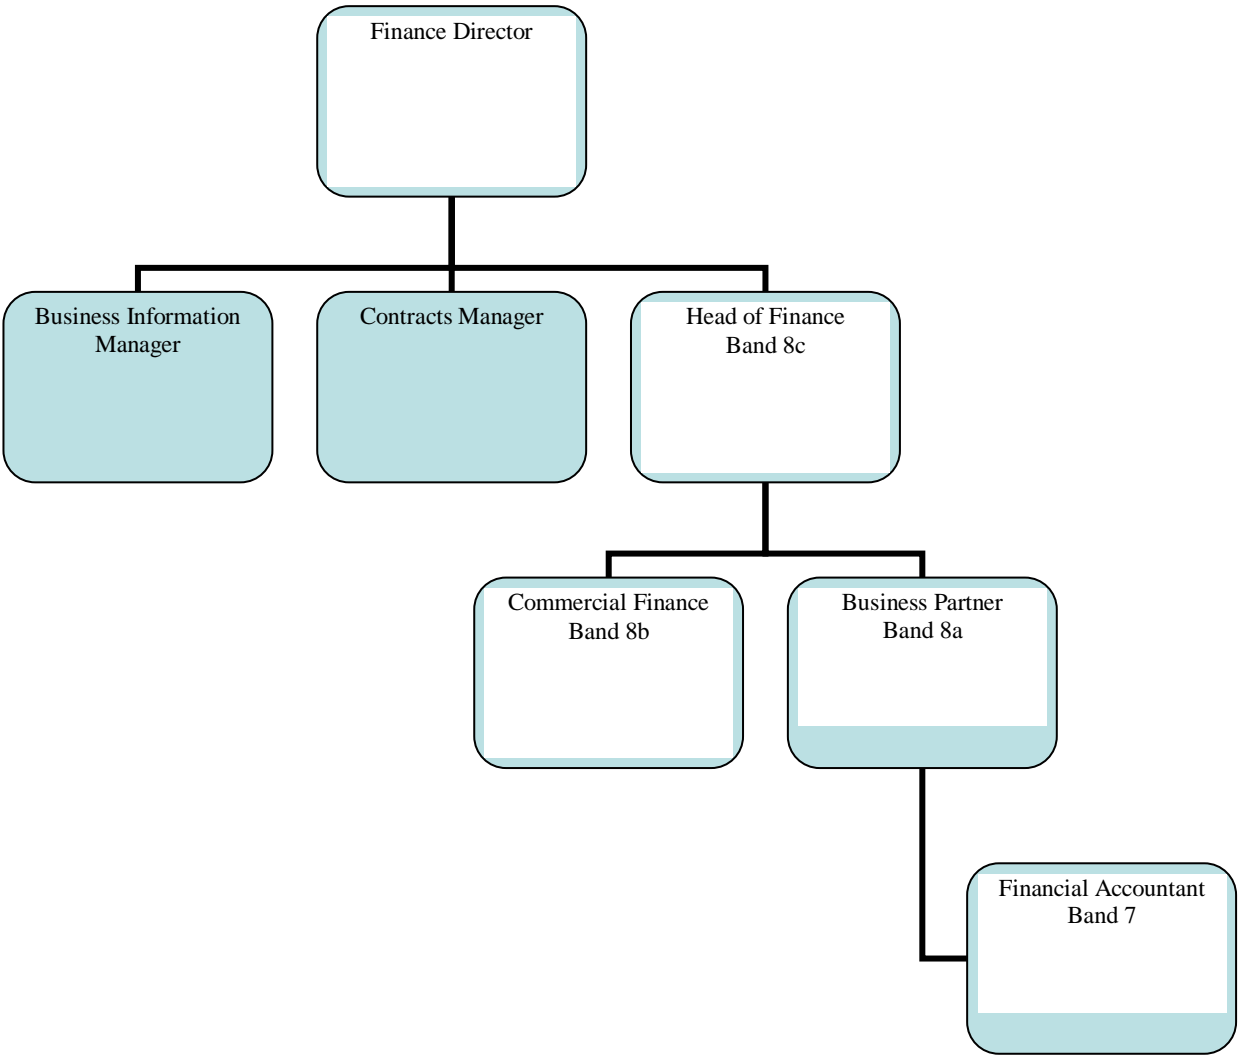 Finance Director
Business Information
Manager
Contracts Manager
Head of Finance
Band 8c
Commercial Finance
Band 8b
Business Partner
Band 8a
Financial Accountant
Band 7